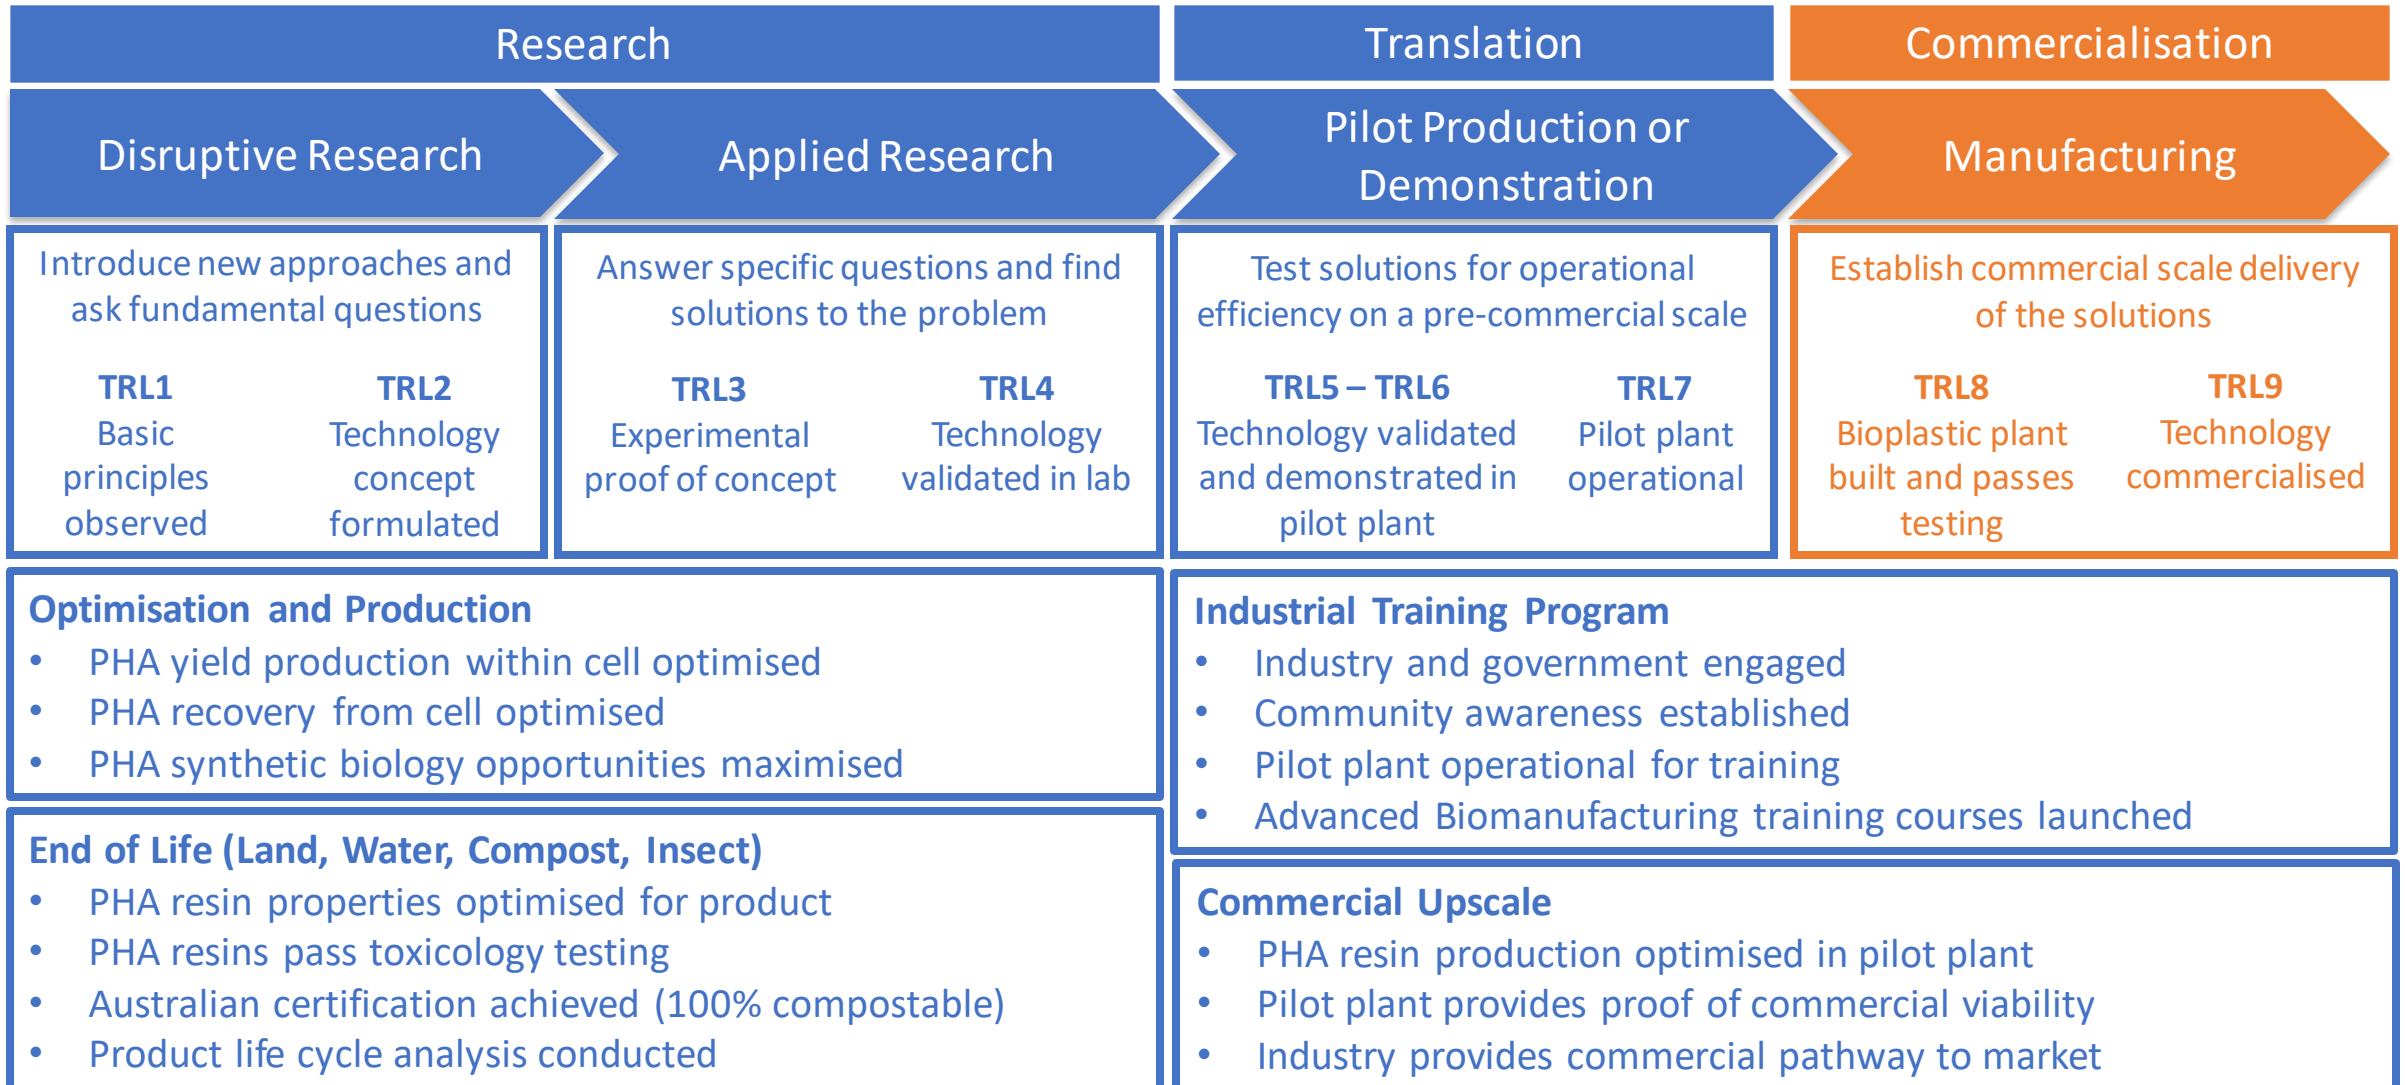 Research
Translation
Commercialisation
Disruptive Research
Applied Research
Pilot Production or
Demonstration
Manufacturing
Introduce new approaches and
ask fundamental questions
TRL1
Basic
principles
observed
TRL2
Technology
concept
formulated
Answer specific questions and find
solutions to the problem
TRL3
Experimental
proof of concept
TRL4
Technology
validated in lab
Test solutions for operational
efficiency on a pre-commercial scale
TRL5 – TRL6
Technology validated
and demonstrated in
pilot plant
TRL7
Pilot plant
operational
Establish commercial scale delivery
of the solutions
TRL8
Bioplastic plant
built and passes
testing
TRL9
Technology
commercialised
Optimisation and Production
• PHA yield production within cell optimised
• PHA recovery from cell optimised
• PHA synthetic biology opportunities maximised
End of Life (Land, Water, Compost, Insect)
• PHA resin properties optimised for product
• PHA resins pass toxicology testing
• Australian certification achieved (100% compostable)
• Product life cycle analysis conducted
Industrial Training Program
• Industry and government engaged
• Community awareness established
• Pilot plant operational for training
• Advanced Biomanufacturing training courses launched
Commercial Upscale
• PHA resin production optimised in pilot plant
• Pilot plant provides proof of commercial viability
• Industry provides commercial pathway to market